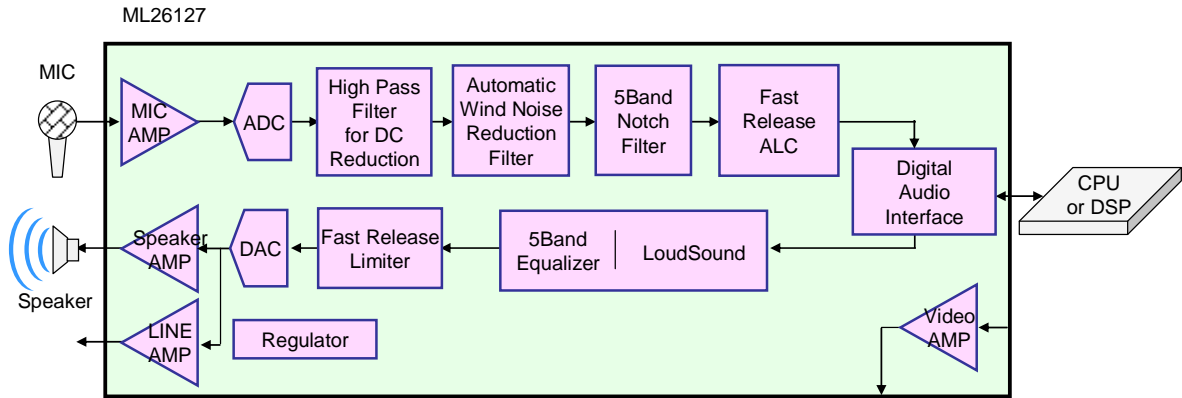 ML26127
MIC
MIC
AMP
ADC
High Pass
Filter
for DC
Reduction
Automatic
Wind Noise
Reduction
Filter
5Band
Notch
Filter
Fast
Release
ALC
Digital
Audio
Interface
CPU
or DSP
Speaker
Speaker
AMP
DAC
Fast Release
Limiter
5Band
Equalizer
LoudSound
LINE
AMP
Regulator
Video
AMP